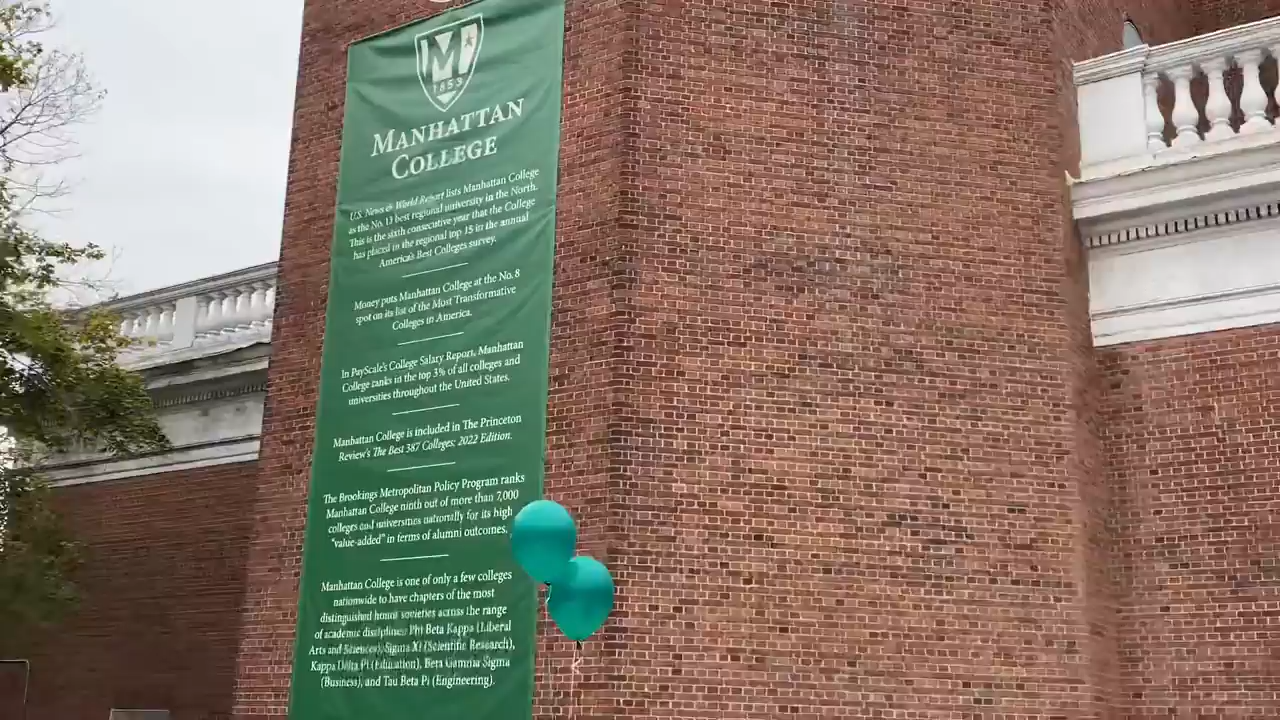 M
1853
MANHATTAN
COLLEGE
U.S. News & World Report lists Manhattan College
as the No. 13 best regional university in the North.
This is the sixth consecutive year that the College
has placed in the regional top 15 in the annual
America's Best Colleges survey.
Money puts Manhattan College at the No. 8
spot on its list of the Most Transformative
Colleges in America.
In PayScale's College Salary Report, Manhattan
College ranks in the top 3% of all colleges and
universities throughout the United States.
Manhattan College is included in The Princeton
Review's The Best 387 Colleges: 2022 Edition.
The Brookings Metropolitan Policy Program ranks
Manhattan College ninth out of more than 7,000
colleges and universities nationally for its high
"value-added" in terms of alumni outcomes.
Manhattan College is one of only a few colleges
nationwide to have chapters of the most
distinguished honor societies across the range
of academic disciplines: Phi Beta Kappa (Liberal
Arts and Sciences), Sigma Xi (Scientific Research),
Kappa Delta Pi (Education), Beta Gamma Sigma
(Business), and Tau Beta Pi (Engineering).